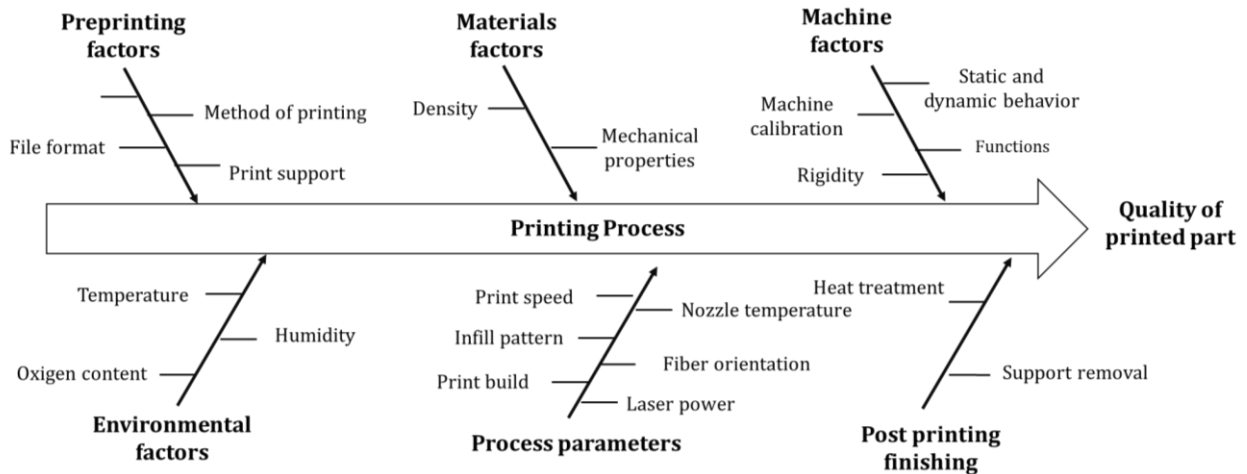 Preprinting
factors
Materials
factors
Machine
factors
Method of printing
File format
Print support
Density
Mechanical
properties
Static and
dynamic behavior
Machine
calibration
Functions
Rigidity
Printing Process
Quality of
printed part
Temperature
Humidity
Oxigen content
Environmental
factors
Print speed
Nozzle temperature
Infill pattern
Fiber orientation
Print build
Laser power
Process parameters
Heat treatment
Support removal
Post printing
finishing